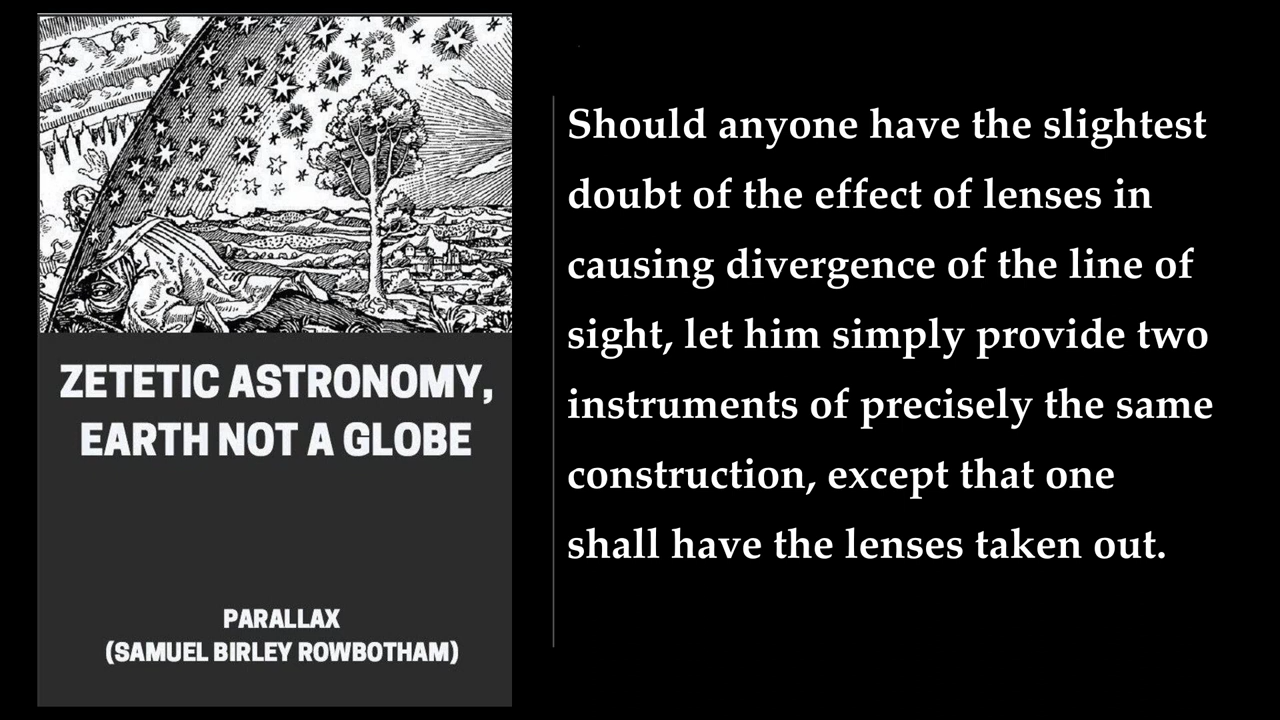 ZETETIC ASTRONOMY,
EARTH NOT A GLOBE
PARALLAX
(SAMUEL BIRLEY ROWBOTHAM)
Should anyone have the slightest
doubt of the effect of lenses in
causing divergence of the line of
sight, let him simply provide two
instruments of precisely the same
construction, except that one
shall have the lenses taken out.